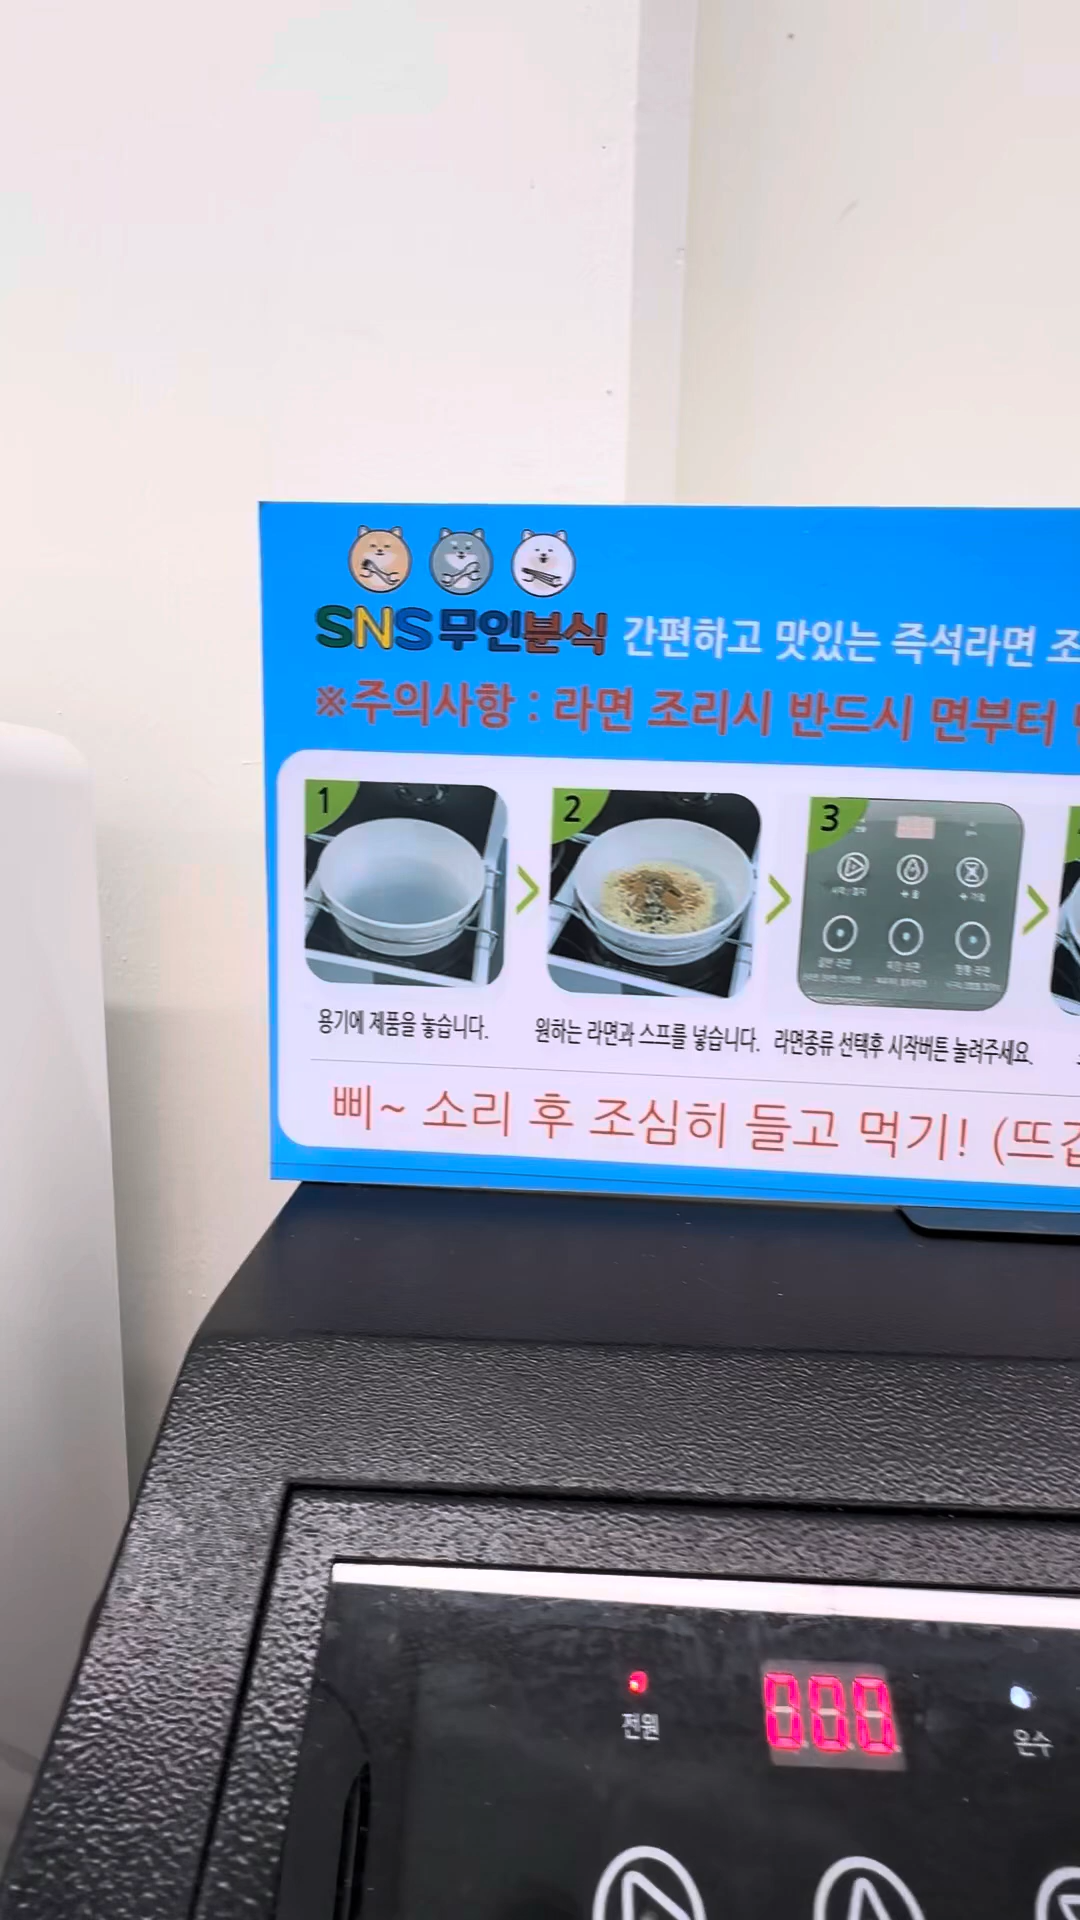 SNS 무인분식 간편하고 맛있는 즉석라면
※주의사항 : 라면 조리시 반드시 면부터
1
2
3
용기에 제품을 놓습니다.
원하는 라면과 스프를 넣습니다.
라면종류 선택후 시작버튼 눌러주세요.
삐~ 소리 후 조심히 들고 먹기! (뜨겁
전원
000
온수